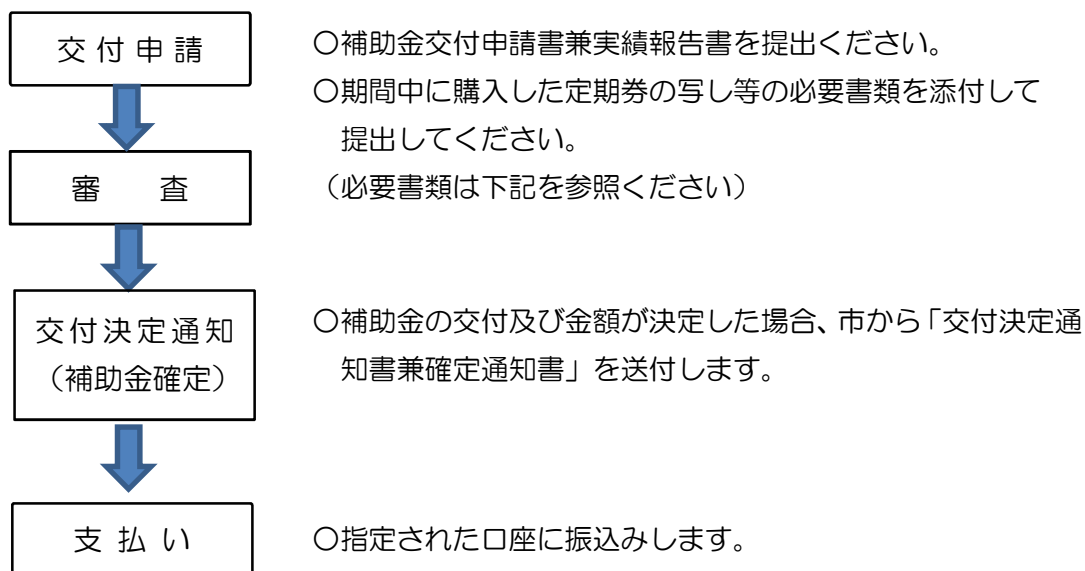 交付申請
〇補助金交付申請書兼実績報告書を提出ください。
〇期間中に購入した定期券の写し等の必要書類を添付して
提出してください。
審　　査
（必要書類は下記を参照ください）
交付決定通知
（補助金確定）
〇補助金の交付及び金額が決定した場合、市から「交付決定通
知書兼確定通知書」を送付します。
支払い
〇指定された口座に振込みします。